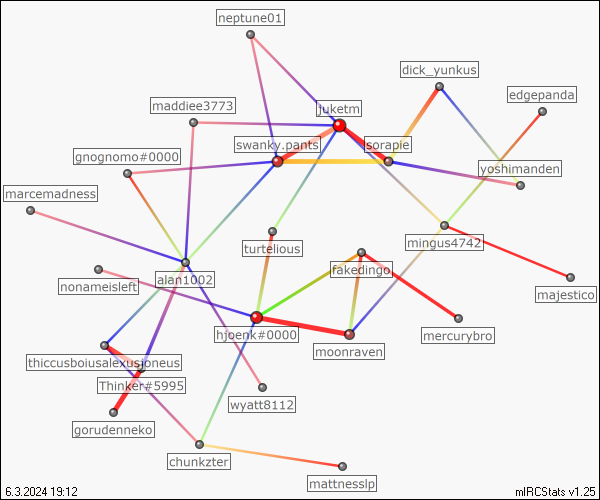 neptune01
dick_yunkus
edgepanda
maddiee3773
juketm
swanky.pants
sorapie
gnognomo#0000
yoshimanden
marcemadness
turtelious
mingus4742
fakedingo
alan1002
nonameisleft
majestico
hjoenk#0000
mercurybro
moonraven
thiccusboiusalexusjoneus
Thinker#5995
wyatt8112
gorudenneko
chunkzter
mattnesslp
6.3.2024 19:12
mIRCStats v1.25